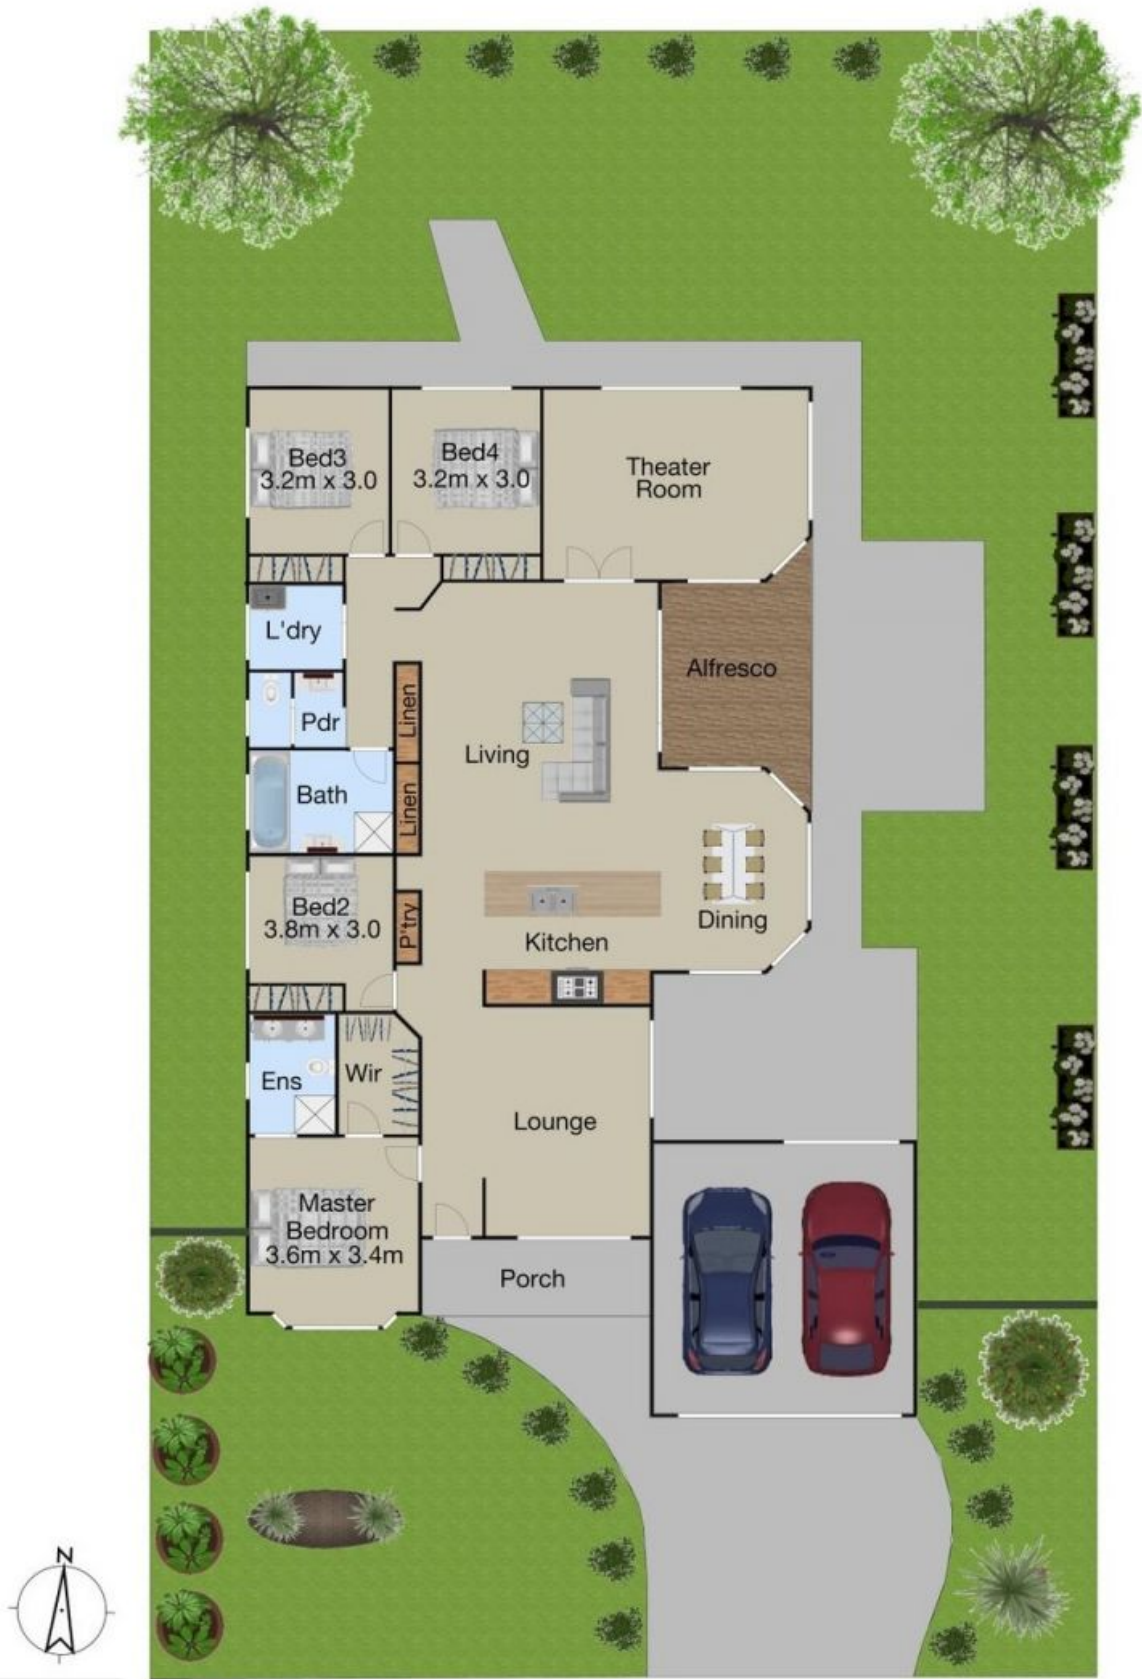 Bed3
3.2m x 3.0
Bed4
3.2m x 3.0
Theater
Room
L'dry
Pdr
Linen
Living
Alfresco
Bath
Linen
Bed2
3.8m x 3.0
P'try
Kitchen
Dining
Ens
Wir
Lounge
Master
Bedroom
3.6m x 3.4m
Porch
N